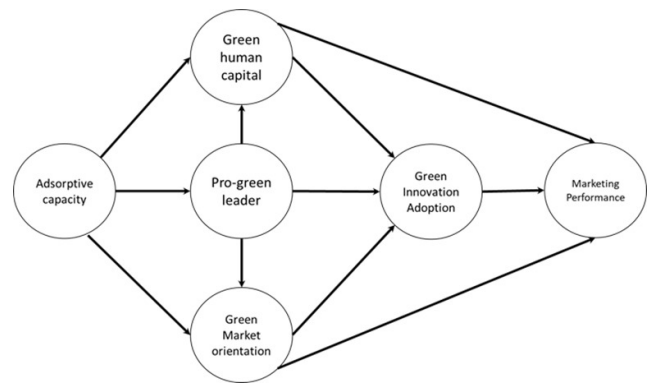 Green
human
capital
Adsorptive
capacity
Pro-green
leader
Green
Innovation
Adoption
Marketing
Performance
Green
Market
orientation